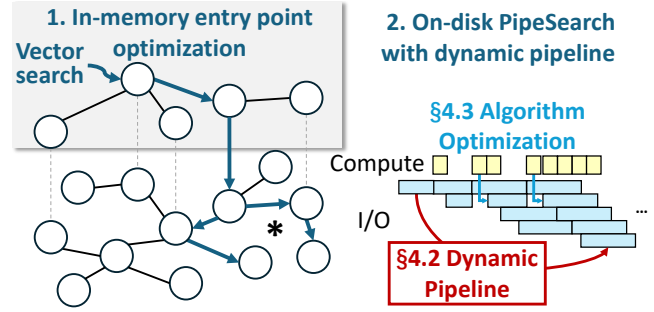 1. In-memory entry point
optimization
Vector
search
*
2. On-disk PipeSearch
with dynamic pipeline
§4.3 Algorithm
Optimization
Compute
I/O
...
§4.2 Dynamic
Pipeline